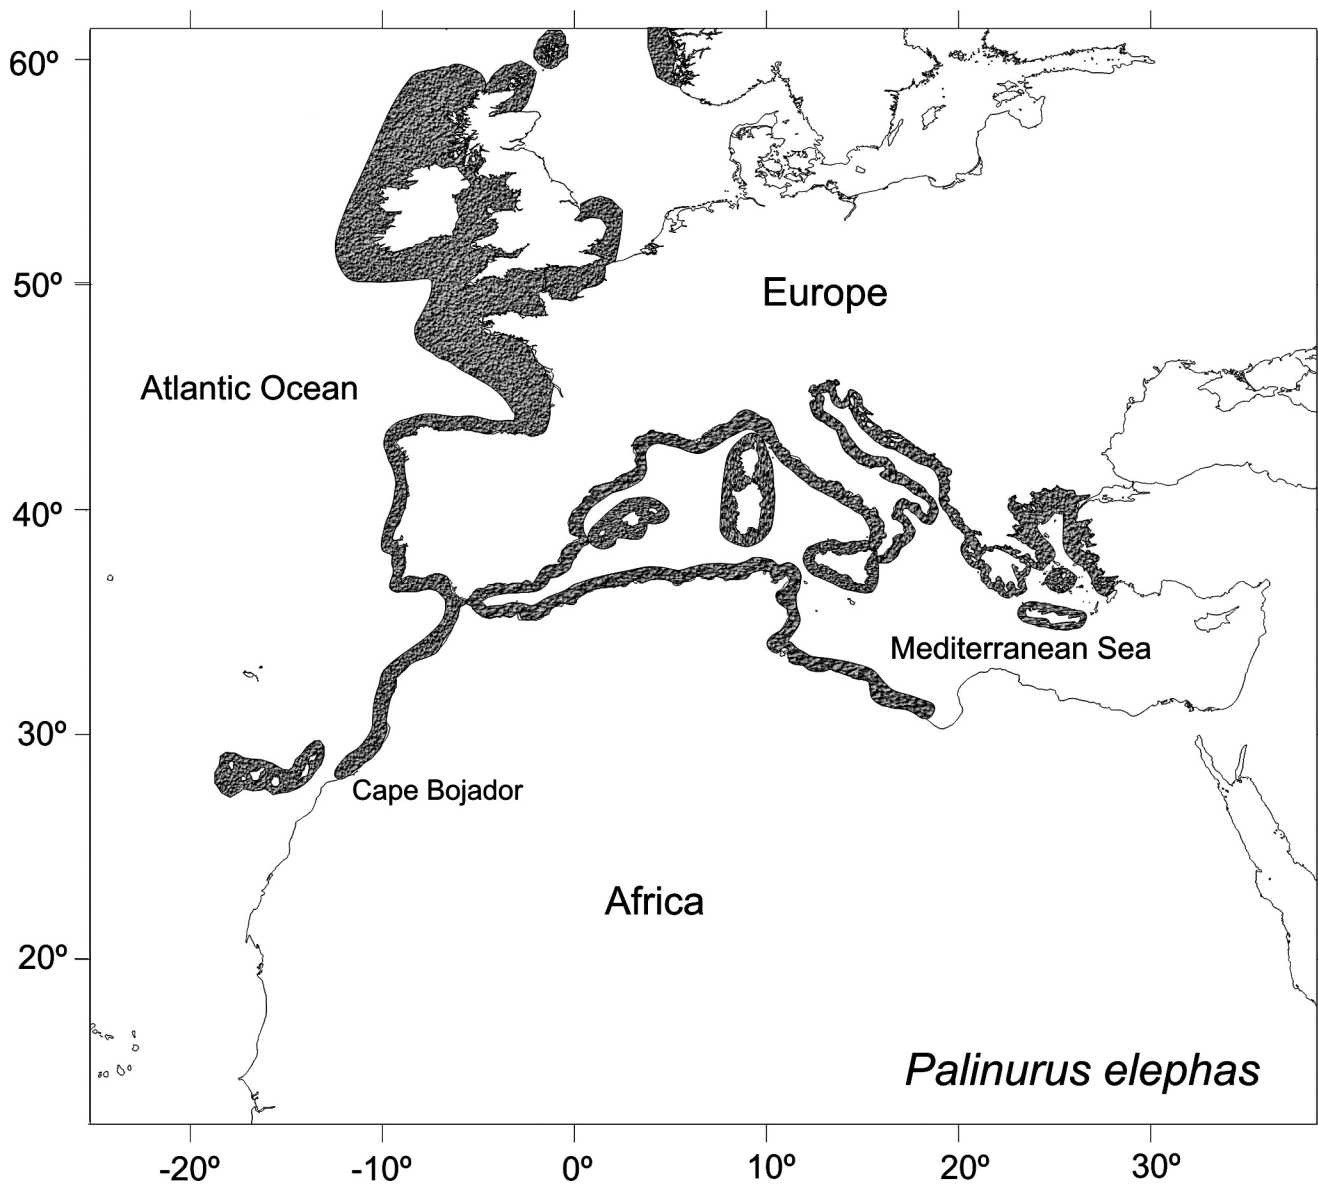 60º
50º
Europe
Atlantic Ocean
40º
Mediterranean Sea
30º
Cape Bojador
Africa
20º
Palinurus elephas
-20º -10º 0º 10º 20º 30º